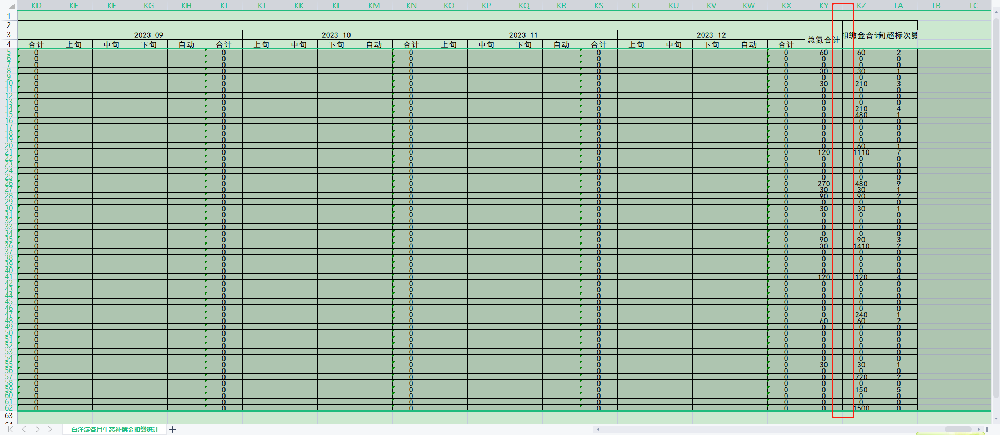 KD KE KF KG KH KI KJ KK KL KM KN KO KP KQ KR KS KT KU KV KW KX KY KZ LA LB LC
1
2
3 2023-09 2023-10 2023-11 2023-12 总氮合计 扣缴金合计 间超标次数
4 合计 上旬 中旬 下旬 自动 合计 上旬 中旬 下旬 自动 合计 上旬 中旬 下旬 自动 合计 上旬 中旬 下旬 自动 合计
5 0 0 0 0 0 60 60 2
6 0 0 0 0 0 0 0 0
7 0 0 0 0 0 0 0 0
8 0 0 0 0 0 30 30 1
9 0 0 0 0 0 0 0 0
10 0 0 0 0 0 30 210 3
11 0 0 0 0 0 0 0 0
12 0 0 0 0 0 0 0 0
13 0 0 0 0 0 0 0 0
14 0 0 0 0 0 0 210 4
15 0 0 0 0 0 0 480 1
16 0 0 0 0 0 0 0 0
17 0 0 0 0 0 0 0 0
18 0 0 0 0 0 0 0 0
19 0 0 0 0 0 0 0 0
20 0 0 0 0 0 0 60 1
21 0 0 0 0 0 120 1110 7
22 0 0 0 0 0 0 0 0
23 0 0 0 0 0 0 0 0
24 0 0 0 0 0 0 0 0
25 0 0 0 0 0 0 0 0
26 0 0 0 0 0 270 480 9
27 0 0 0 0 0 30 30 1
28 0 0 0 0 0 90 90 2
29 0 0 0 0 0 0 0 0
30 0 0 0 0 0 30 30 1
31 0 0 0 0 0 0 0 0
32 0 0 0 0 0 0 0 0
33 0 0 0 0 0 0 0 0
34 0 0 0 0 0 0 0 0
35 0 0 0 0 0 90 90 3
36 0 0 0 0 0 30 1410 2
37 0 0 0 0 0 0 0 0
38 0 0 0 0 0 0 0 0
39 0 0 0 0 0 0 0 0
40 0 0 0 0 0 0 0 0
41 0 0 0 0 0 120 120 4
42 0 0 0 0 0 0 0 0
43 0 0 0 0 0 0 0 0
44 0 0 0 0 0 0 0 0
45 0 0 0 0 0 0 0 0
46 0 0 0 0 0 0 0 0
47 0 0 0 0 0 0 240 1
48 0 0 0 0 0 60 60 2
49 0 0 0 0 0 0 0 0
50 0 0 0 0 0 0 0 0
51 0 0 0 0 0 0 0 0
52 0 0 0 0 0 0 0 0
53 0 0 0 0 0 0 0 0
54 0 0 0 0 0 0 0 0
55 0 0 0 0 0 30 30 1
56 0 0 0 0 0 0 0 0
57 0 0 0 0 0 0 720 2
58 0 0 0 0 0 0 0 0
59 0 0 0 0 0 0 150 5
60 0 0 0 0 0 0 0 0
61 0 0 0 0 0 0 0 0
62 0 0 0 0 0 0 1500 0
63
白洋淀各月生态补偿金扣缴统计